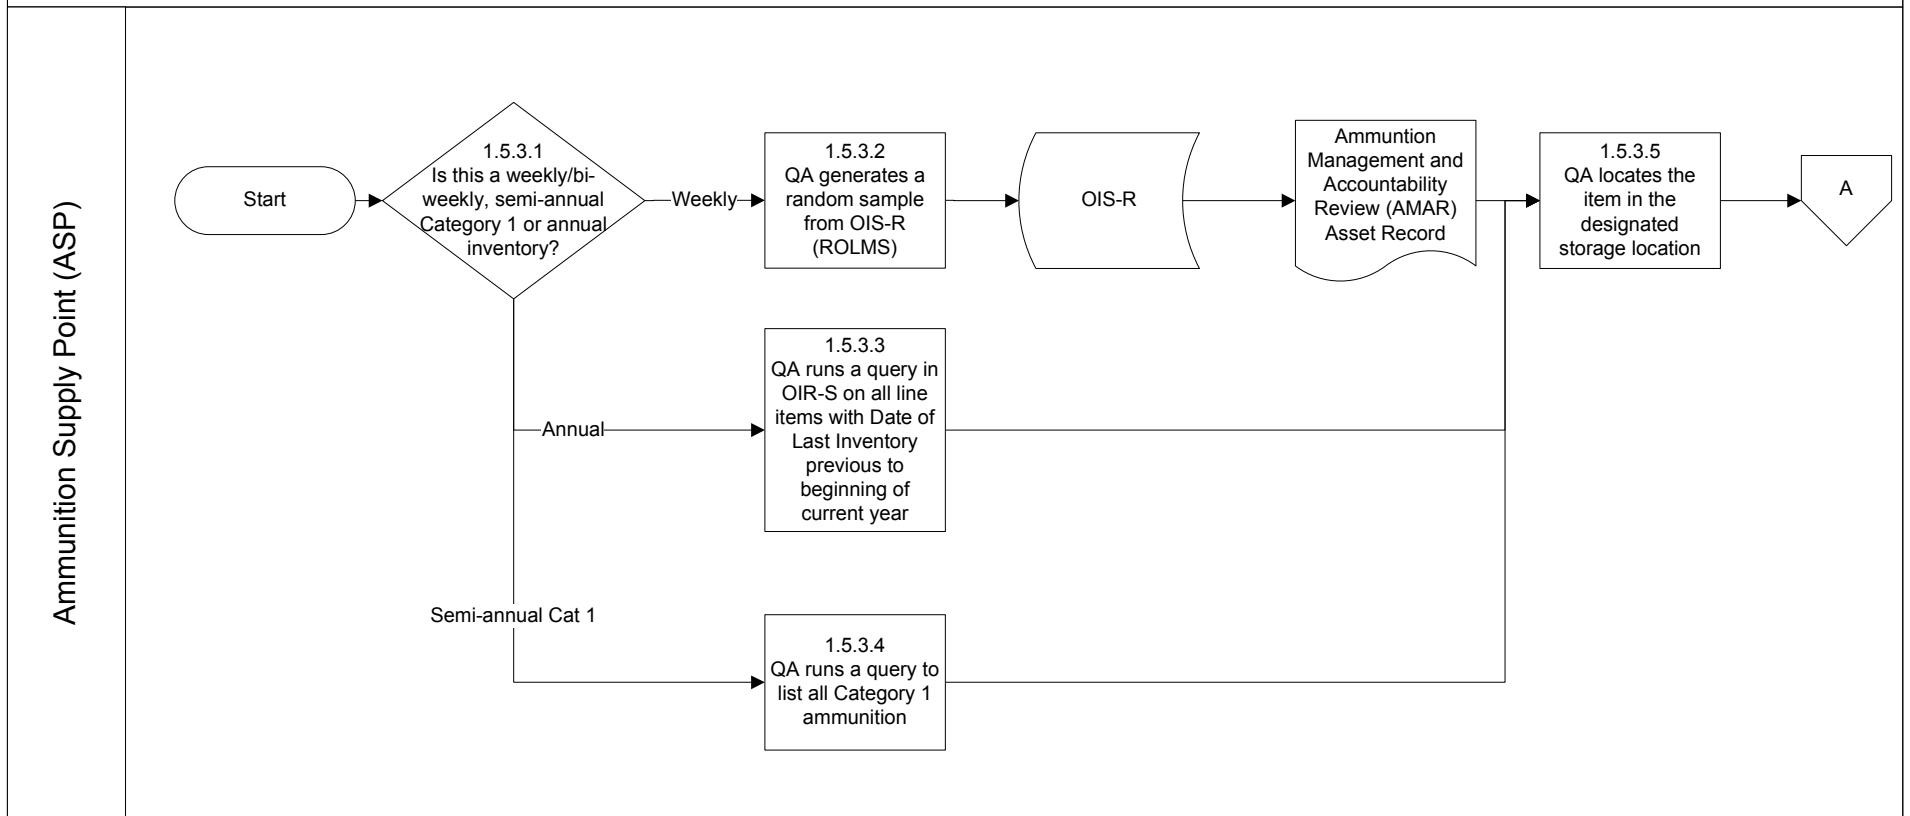 Ammunition Supply Point (ASP)
Start
1.5.3.1
Is this a weekly/bi-
weekly, semi-annual
Category 1 or annual
inventory?
Weekly
1.5.3.2
QA generates a
random sample
from OIS-R
(ROLMS)
OIS-R
Ammuntion
Management and
Accountability
Review (AMAR)
Asset Record
1.5.3.5
QA locates the
item in the
designated
storage location
A
Annual
1.5.3.3
QA runs a query in
OIR-S on all line
items with Date of
Last Inventory
previous to
beginning of
current year
Semi-annual Cat 1
1.5.3.4
QA runs a query to
list all Category 1
ammunition